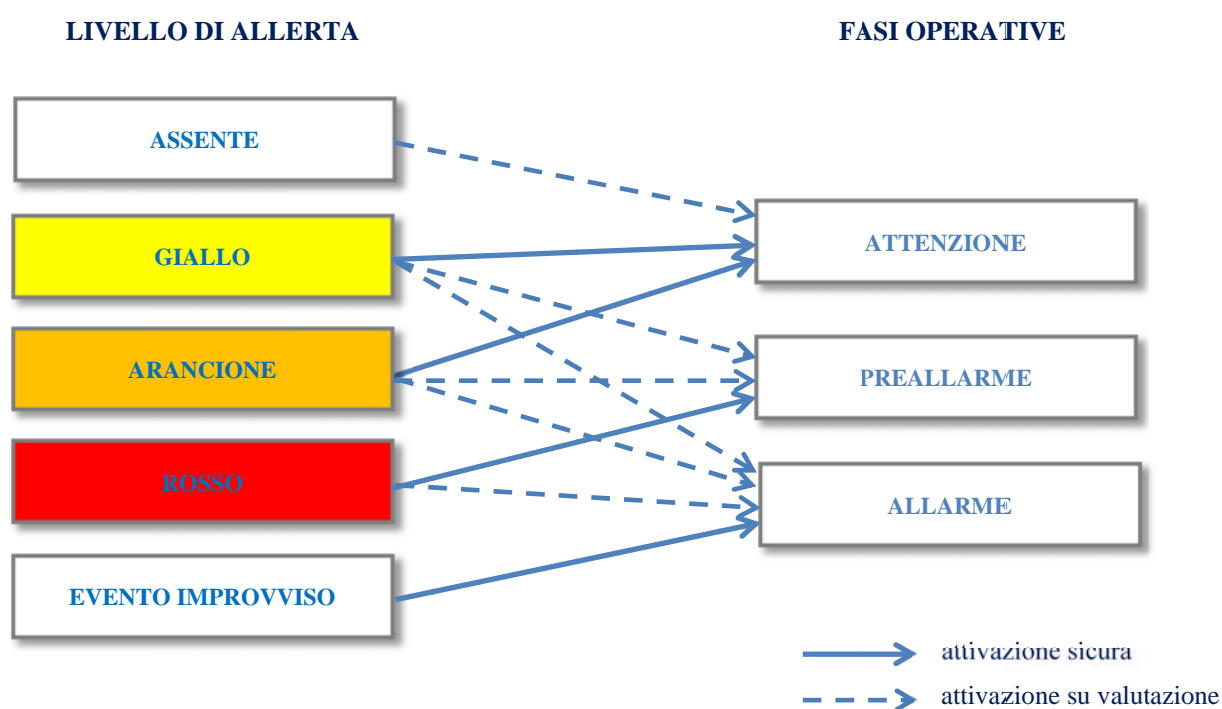 LIVELLO DI ALLERTA
FASI OPERATIVE
ASSENTE
GIALLO
ATTENZIONE
ARANCIONE
PREALLARME
ROSSO
ALLARME
EVENTO IMPROVVISO
attivazione sicura
attivazione su valutazione